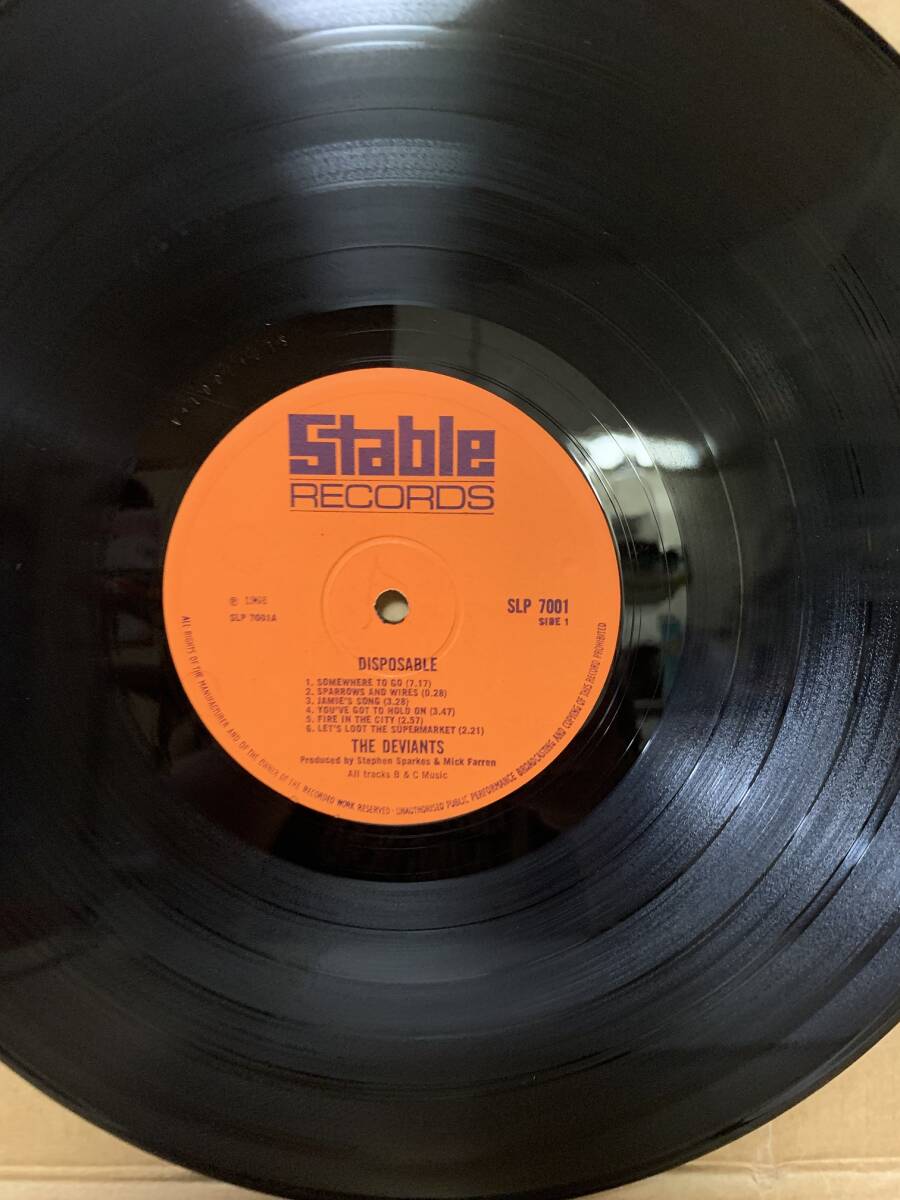 Stable
RECORDS
℗ 1968
SLP 7001A
SLP 7001
SIDE 1
DISPOSABLE
1. SOMEWHERE TO GO (7.17)
2. SPARROWS AND WIRES (0.28)
3. JAMIE'S SONG (3.28)
4. YOU'VE GOT TO HOLD ON (3.47)
5. FIRE IN THE CITY (2.57)
6. LET'S LOOT THE SUPERMARKET (2.21)
THE DEVIANTS
Produced by Stephen Sparkes & Mick Farren
All tracks B & C Music
ALL RIGHTS OF THE MANUFACTURER AND OF THE OWNER OF THE RECORDED WORK RESERVED · UNAUTHORISED PUBLIC PERFORMANCE BROADCASTING AND COPYING OF THIS RECORD PROHIBITED